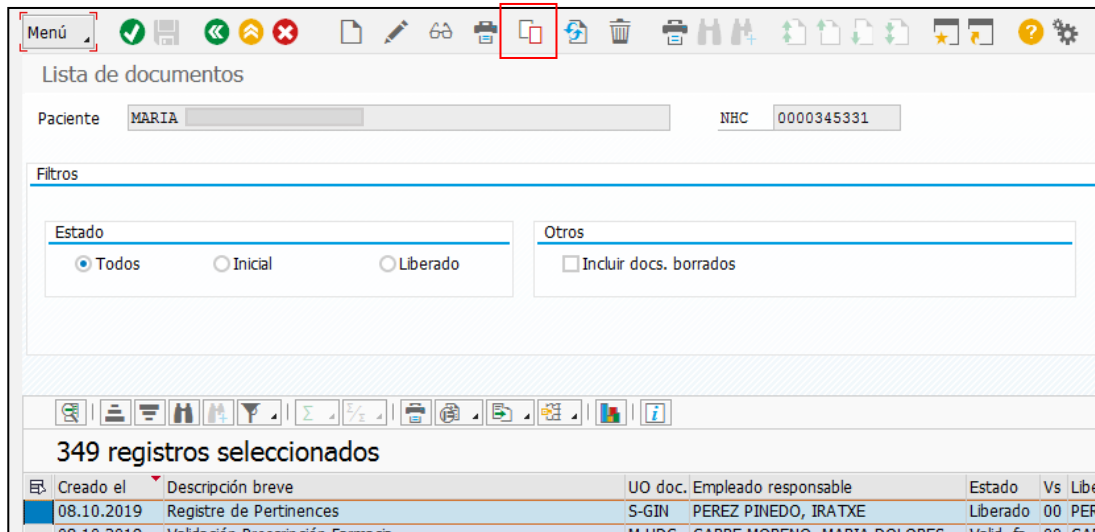 Menú
Lista de documentos
Paciente MARIA NHC 0000345331
Filtros
Estado Otros
Todos Inicial Liberado Incluir docs. borrados
349 registros seleccionados
Creado el Descripción breve UO doc. Empleado responsable Estado Vs Libe
08.10.2019 Registre de Pertinences S-GIN PEREZ PINEDO, IRATXE Liberado 00 PER